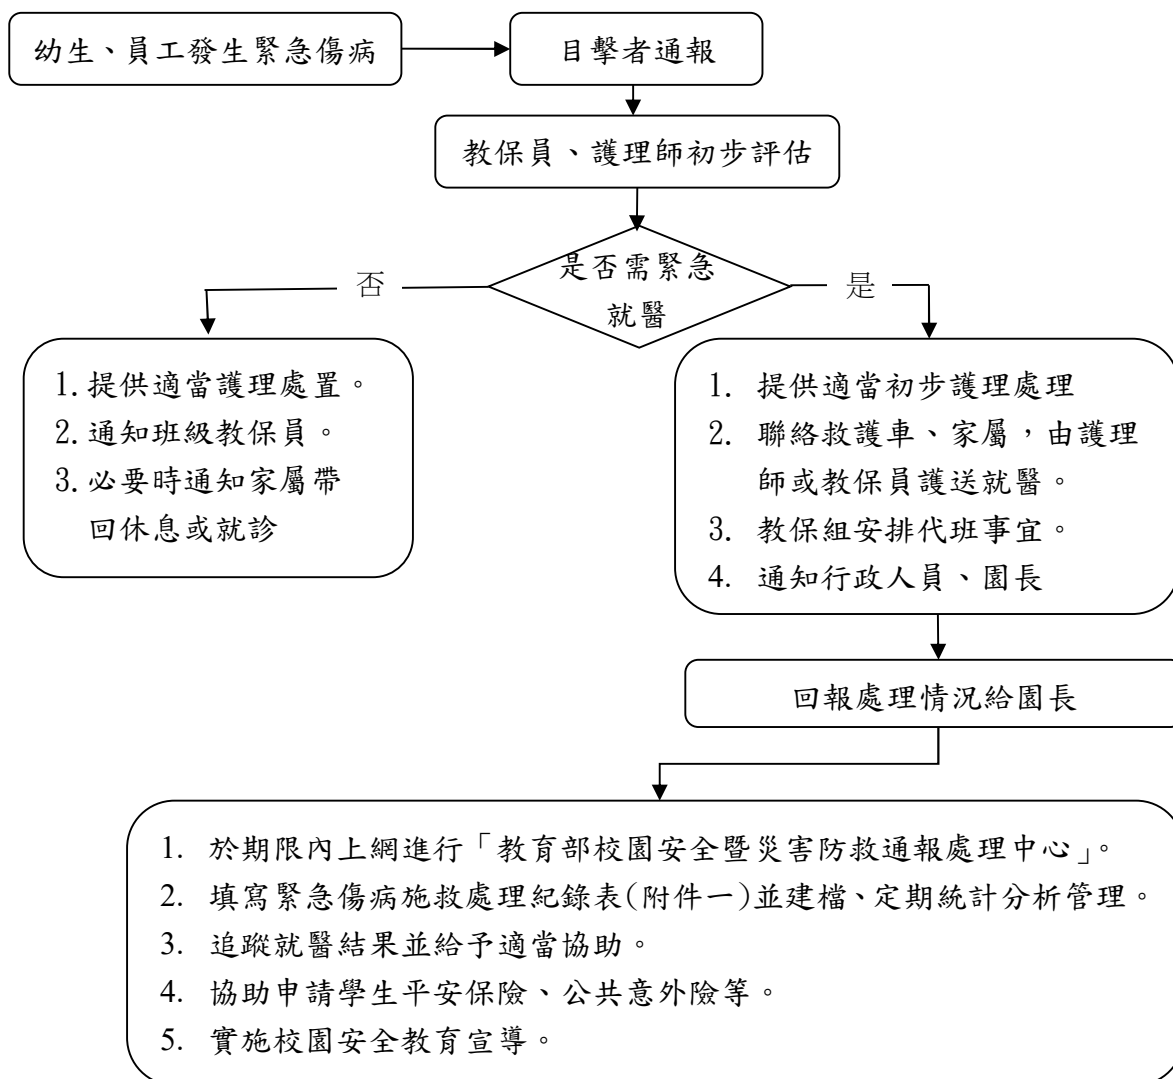 幼生、員工發生緊急傷病
目擊者通報
教保員、護理師初步評估
是否需緊急
就醫
否
是
1.提供適當護理處置。
2.通知班級教保員。
3.必要時通知家屬帶
回休息或就診
1. 提供適當初步護理處理
2. 聯絡救護車、家屬,由護理
師或教保員護送就醫。
3. 教保組安排代班事宜。
4. 通知行政人員、園長
回報處理情況給園長
1. 於期限內上網進行「教育部校園安全暨災害防救通報處理中心」。
2. 填寫緊急傷病施救處理紀錄表(附件一)並建檔、定期統計分析管理。
3. 追蹤就醫結果並給予適當協助。
4. 協助申請學生平安保險、公共意外險等。
5. 實施校園安全教育宣導。